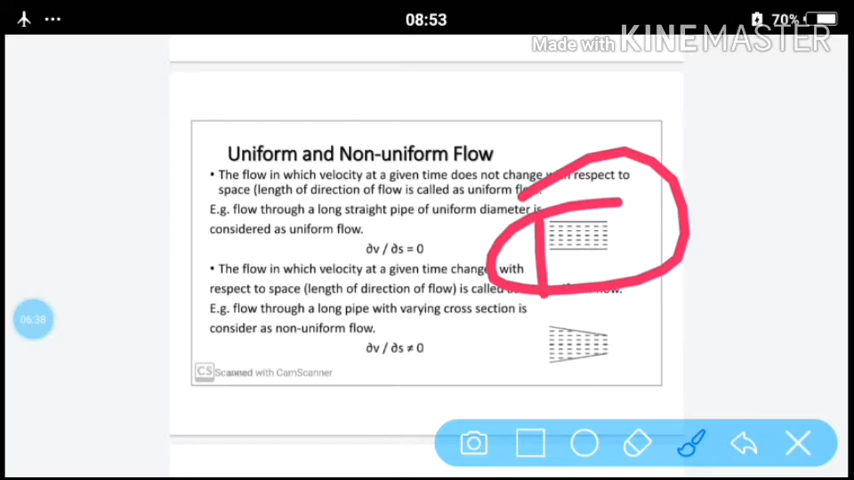 08:53
70%
Made with KINEMASTER
Uniform and Non-uniform Flow
• The flow in which velocity at a given time does not change with respect to
space (length of direction of flow is called as uniform
E.g. flow through a long straight pipe of uniform diameter is
considered as uniform flow.
∂v / ∂s = 0
• The flow in which velocity at a given time changes with
respect to space (length of direction of flow) is called
E.g. flow through a long pipe with varying cross section is
consider as non-uniform flow.
∂v / ∂s ≠ 0
06:38
CS Scanned with CamScanner